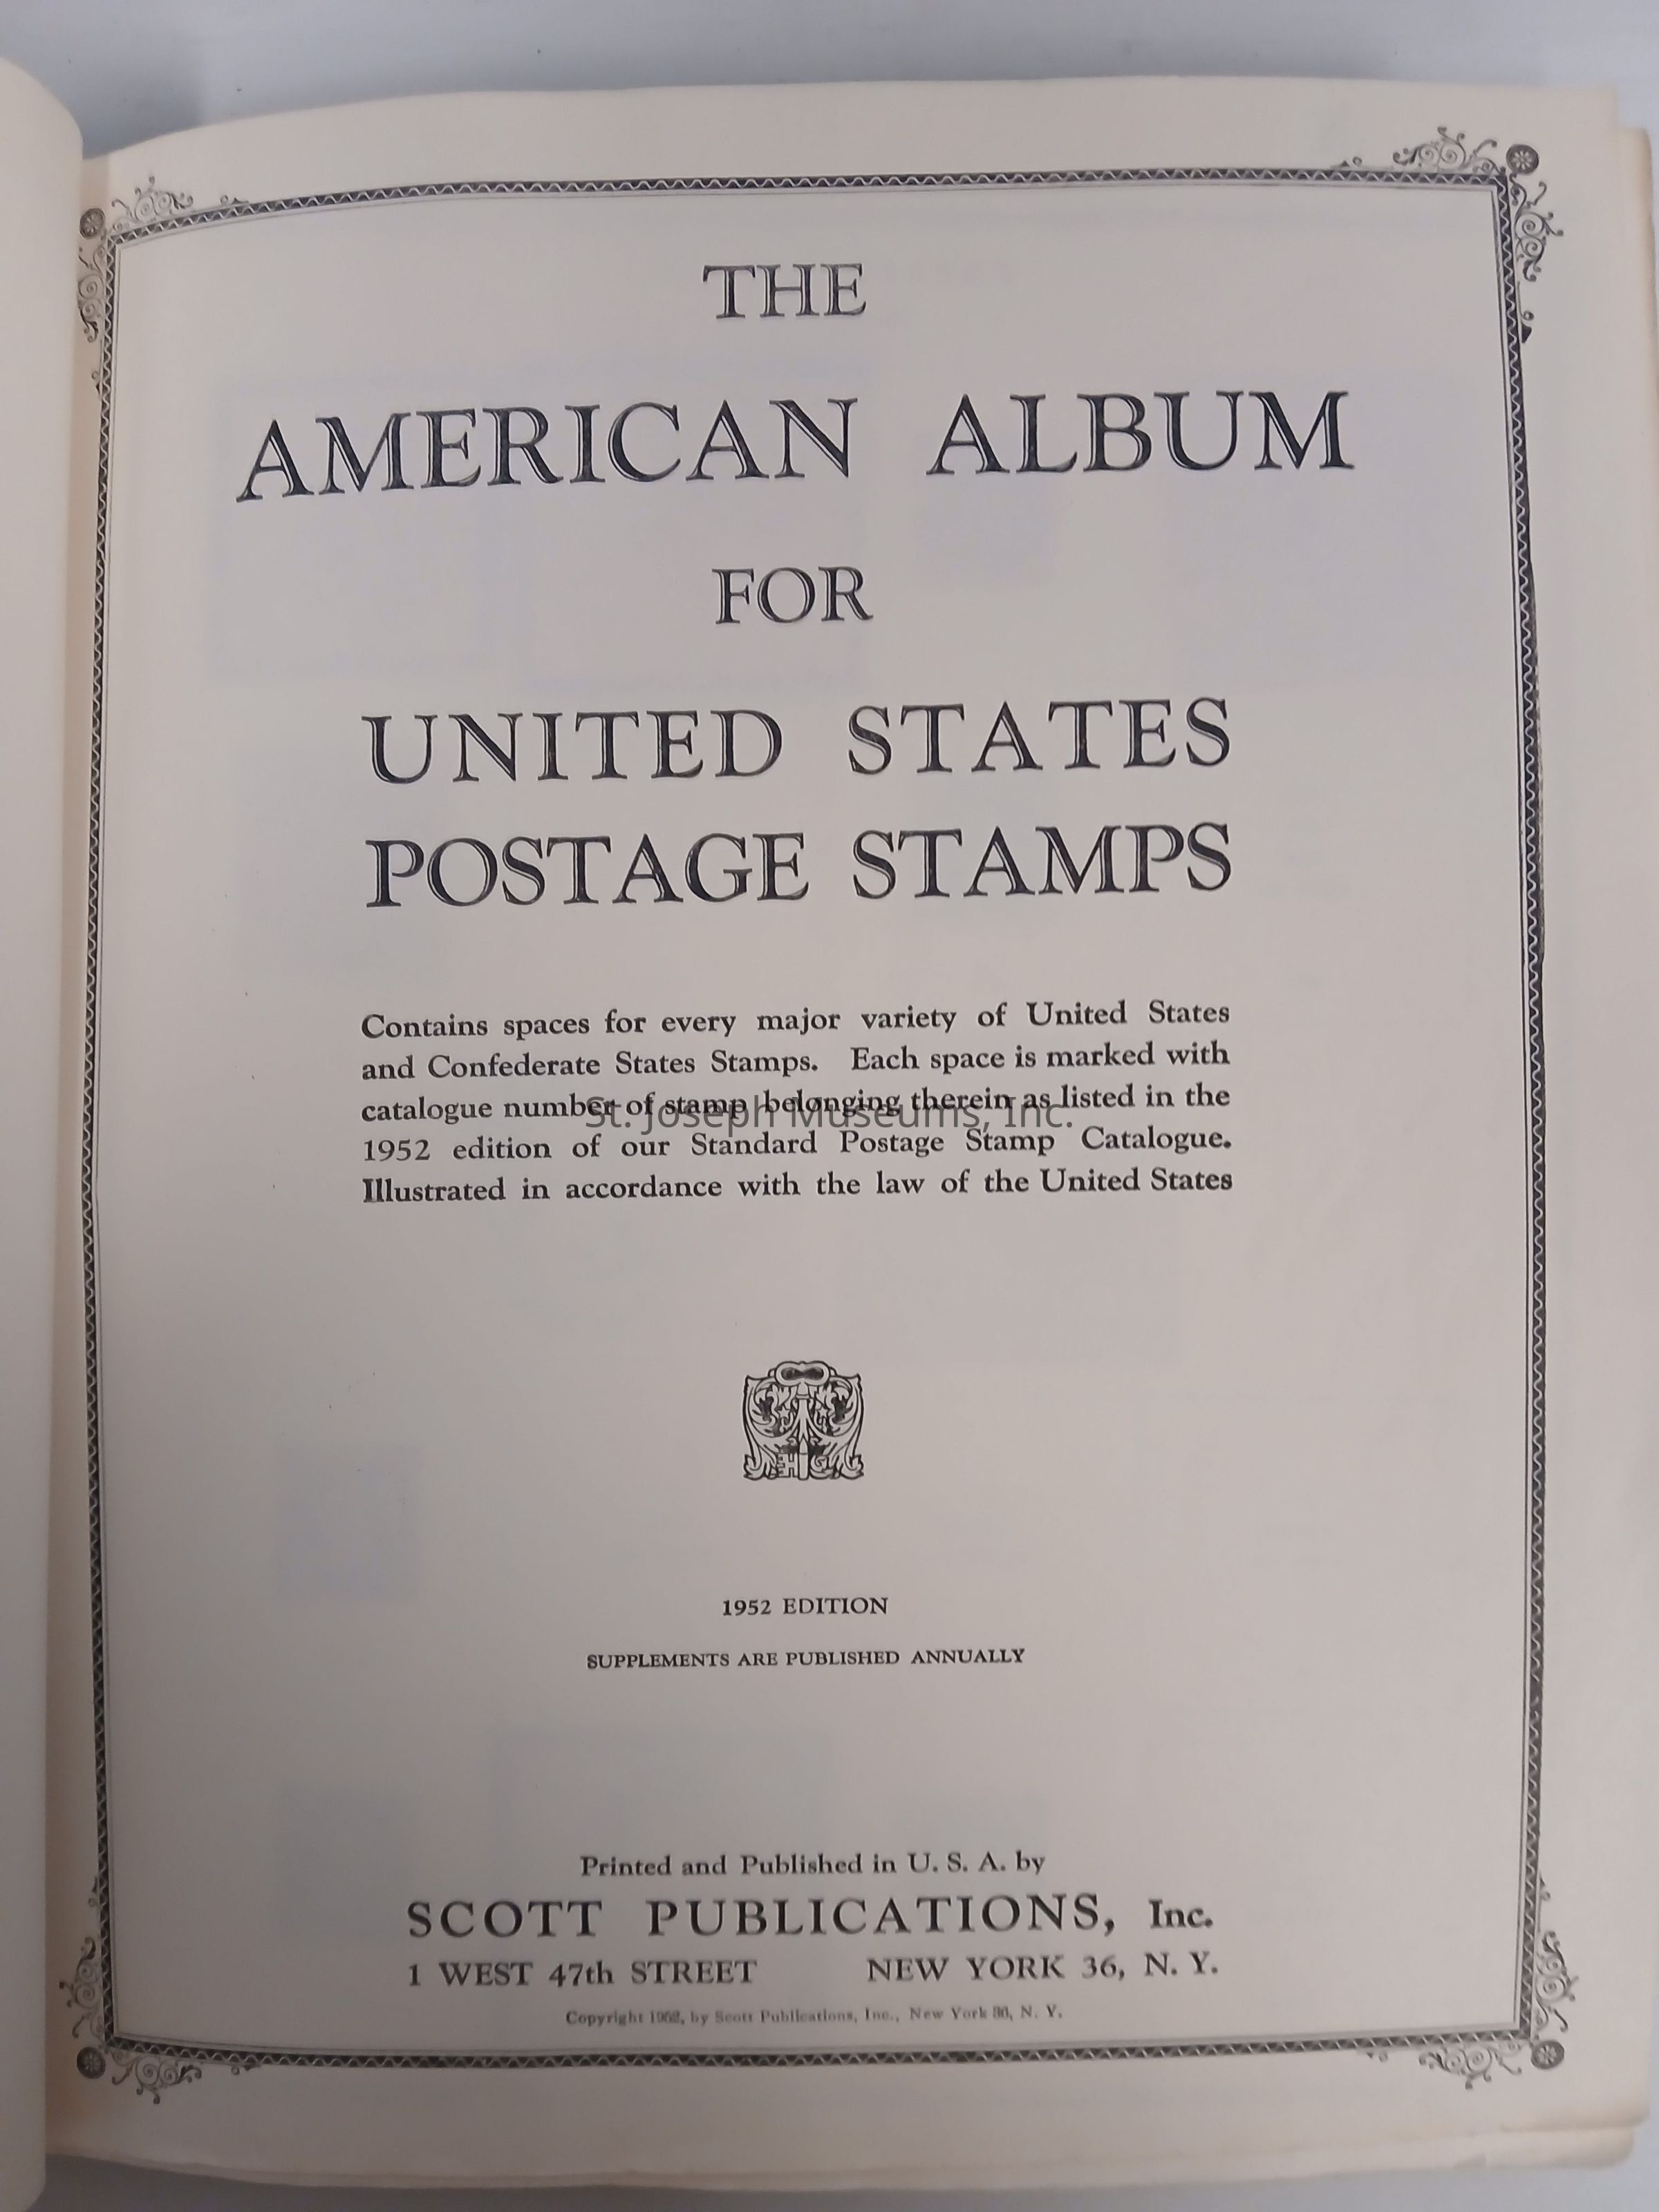 THE
AMERICAN ALBUM
FOR
UNITED STATES
POSTAGE STAMPS
Contains spaces for every major variety of United States
and Confederate States Stamps. Each space is marked with
catalogue number of stamp belonging therein as listed in the
St. Joseph Museums, Inc.
1952 edition of our Standard Postage Stamp Catalogue.
Illustrated in accordance with the law of the United States
1952 EDITION
SUPPLEMENTS ARE PUBLISHED ANNUALLY
Printed and Published in U. S. A. by
SCOTT PUBLICATIONS, Inc.
1 WEST 47th STREET NEW YORK 36, N. Y.
Copyright 1952, by Scott Publications, Inc., New York 36, N. Y.